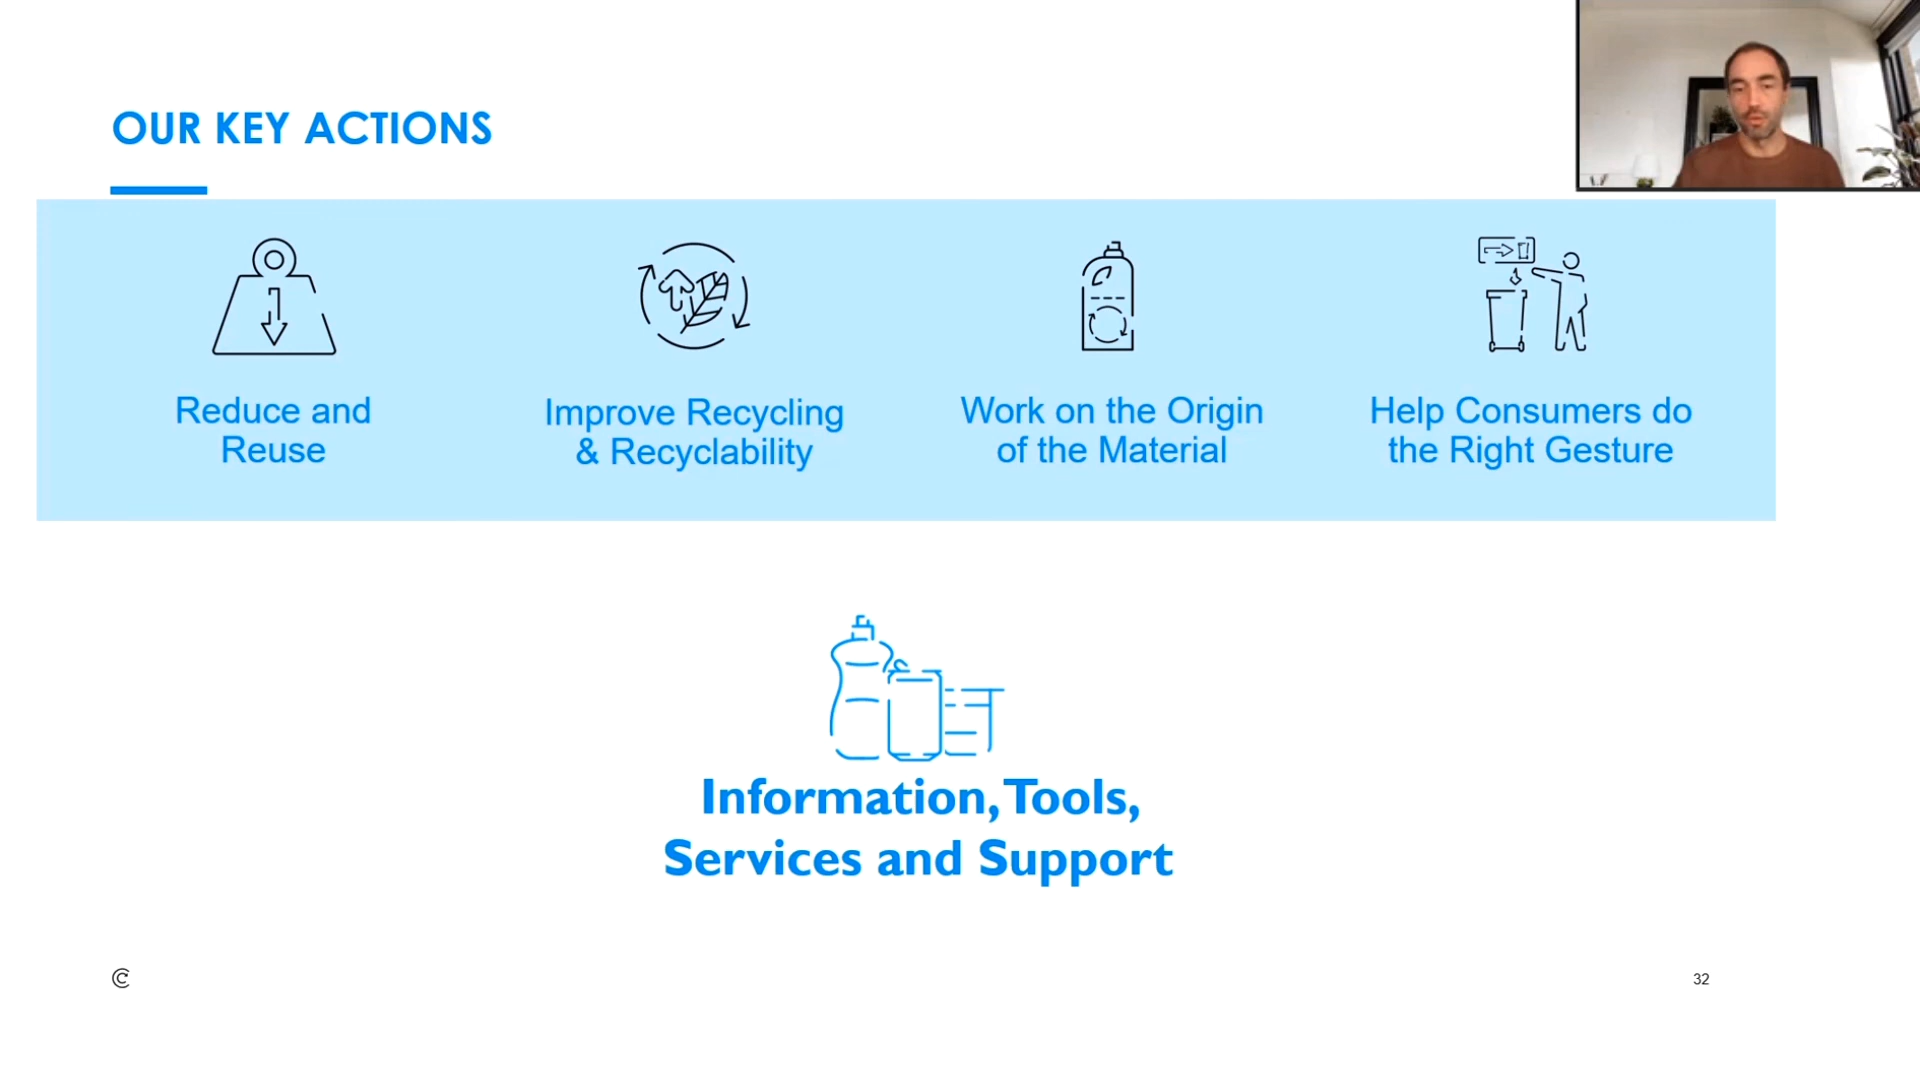 OUR KEY ACTIONS
Reduce and
Reuse
Improve Recycling
& Recyclability
Work on the Origin
of the Material
Help Consumers do
the Right Gesture
Information, Tools,
Services and Support
32